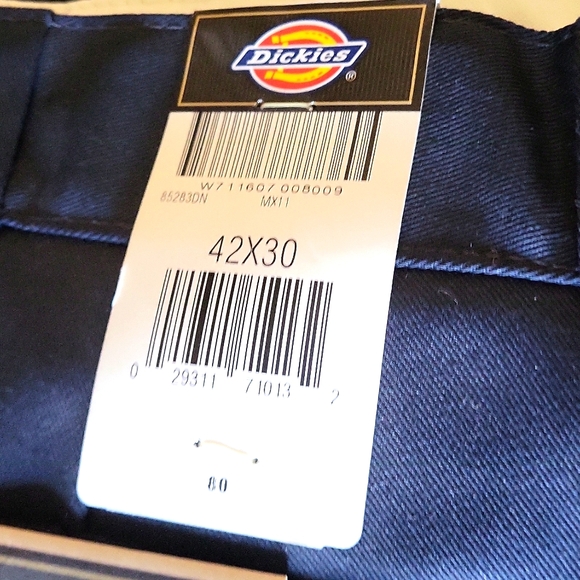 Dickies ®
W711607008009
85283DN MX11
42X30
0 29311 71013 2
80